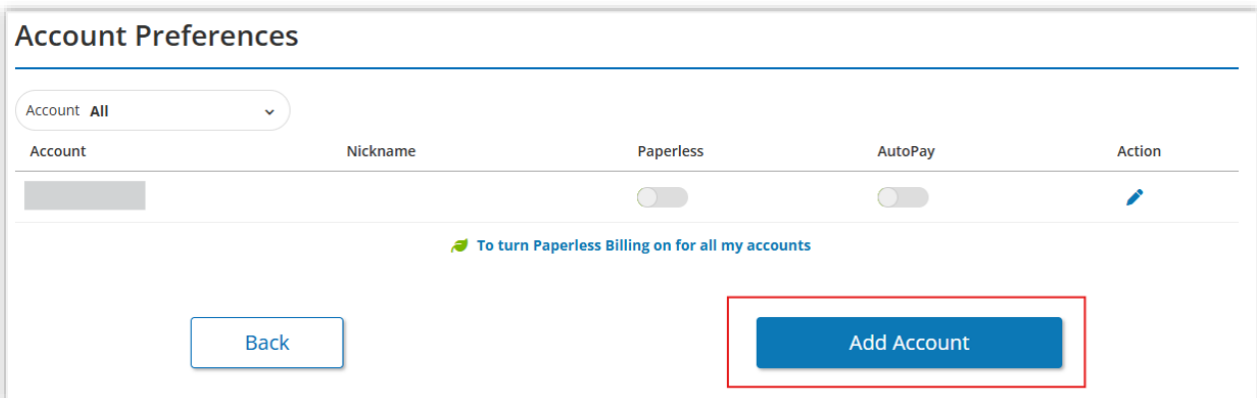 Account Preferences
Account All
Account Nickname Paperless AutoPay Action
To turn Paperless Billing on for all my accounts
Back Add Account